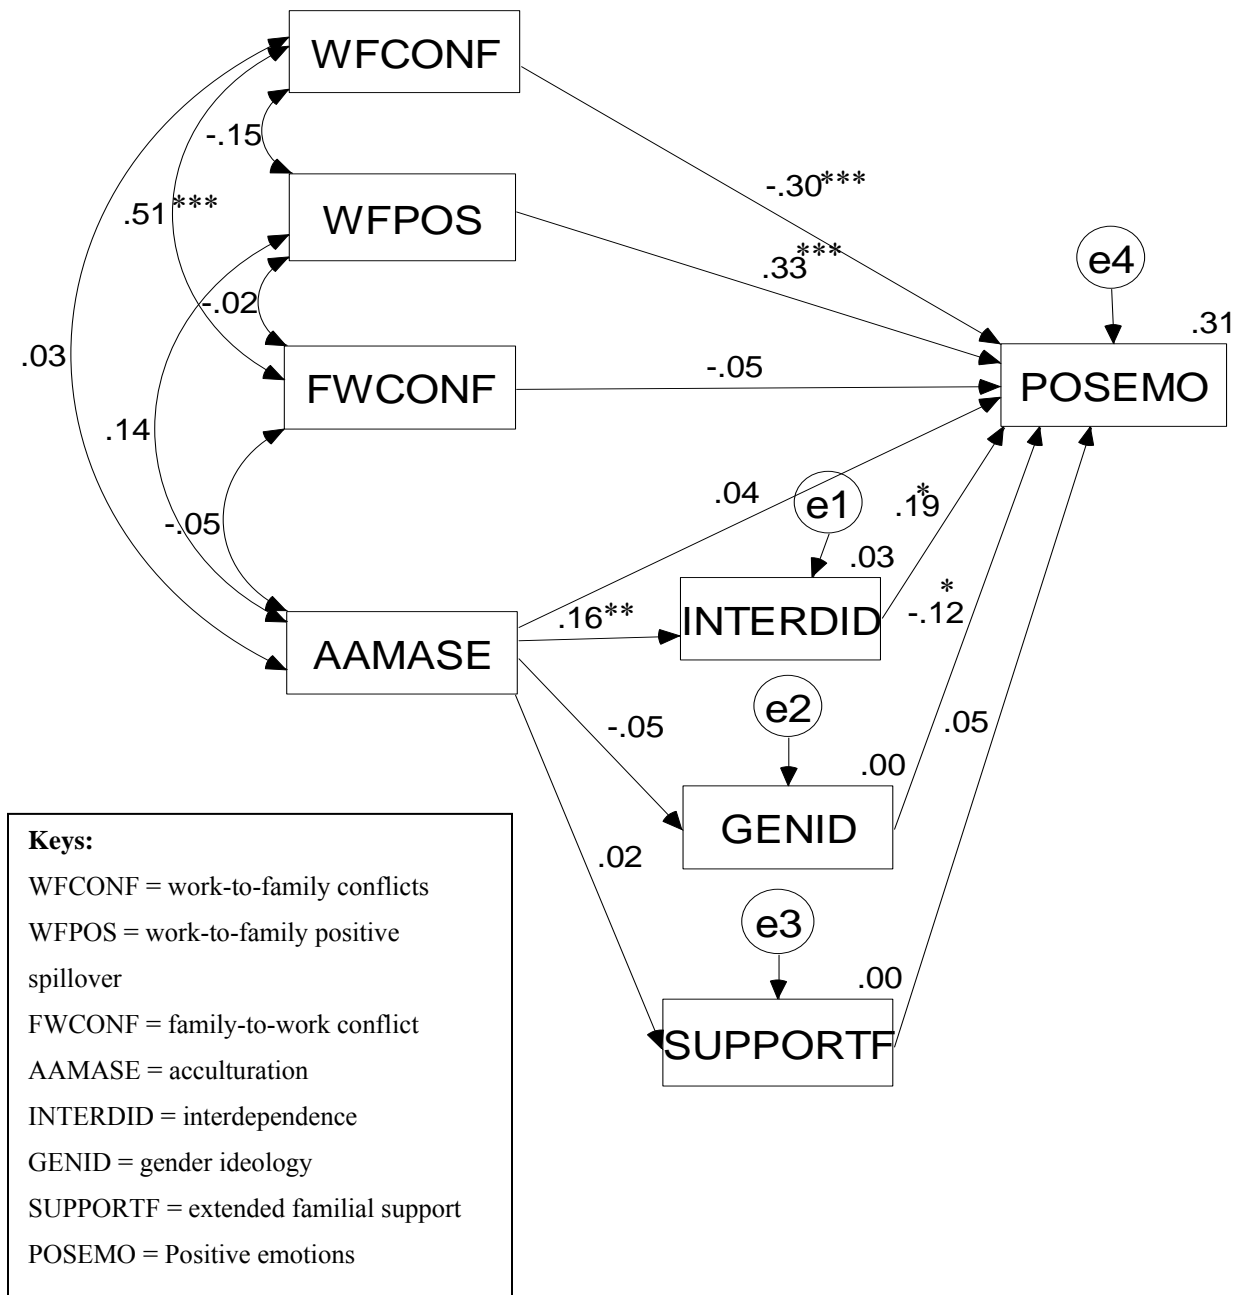 WFCONF
-.15
-.30***
.51***
WFPOS
.33***
e4
-.02
.31
.03
FWCONF
-.05
POSEMO
.14
.04
e1
.19*
-.05
.03
.16**
INTERDID
-.12*
AAMASE
e2
-.05
.05
.00
GENID
.02
e3
.00
SUPPORTF
Keys:
WFCONF = work-to-family conflicts
WFPOS = work-to-family positive
spillover
FWCONF = family-to-work conflict
AAMASE = acculturation
INTERDID = interdependence
GENID = gender ideology
SUPPORTF = extended familial support
POSEMO = Positive emotions